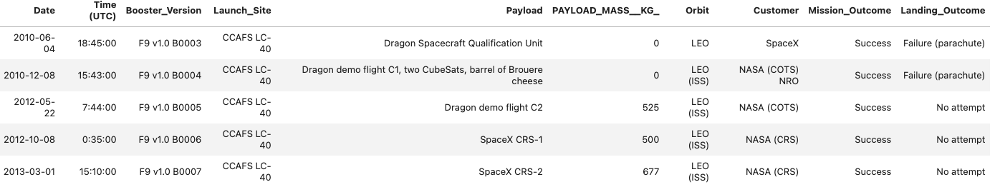 Date Time (UTC) Booster_Version Launch_Site Payload PAYLOAD_MASS__KG_ Orbit Customer Mission_Outcome Landing_Outcome
2010-06-04 18:45:00 F9 v1.0 B0003 CCAFS LC-40 Dragon Spacecraft Qualification Unit 0 LEO SpaceX Success Failure (parachute)
2010-12-08 15:43:00 F9 v1.0 B0004 CCAFS LC-40 Dragon demo flight C1, two CubeSats, barrel of Brouere cheese 0 LEO (ISS) NASA (COTS) NRO Success Failure (parachute)
2012-05-22 7:44:00 F9 v1.0 B0005 CCAFS LC-40 Dragon demo flight C2 525 LEO (ISS) NASA (COTS) Success No attempt
2012-10-08 0:35:00 F9 v1.0 B0006 CCAFS LC-40 SpaceX CRS-1 500 LEO (ISS) NASA (CRS) Success No attempt
2013-03-01 15:10:00 F9 v1.0 B0007 CCAFS LC-40 SpaceX CRS-2 677 LEO (ISS) NASA (CRS) Success No attempt